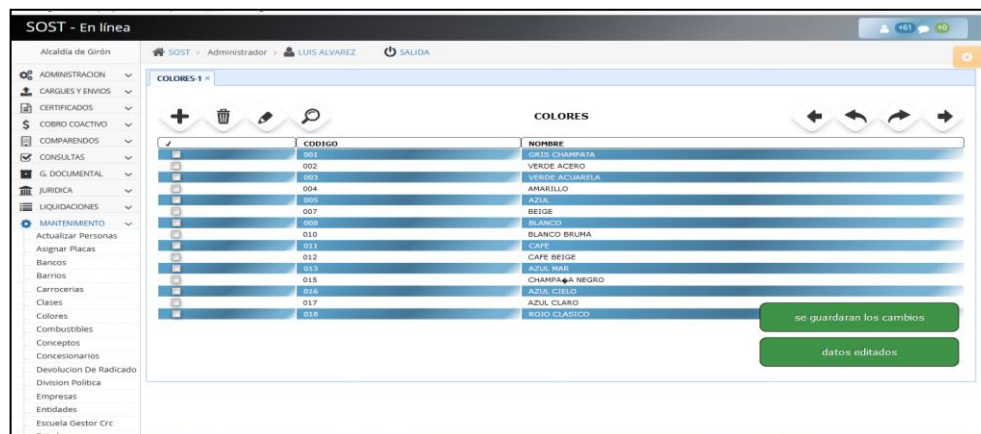 SOST - En línea
+61 +0
Alcaldía de Girón
SOST > Administrador > LUIS ALVAREZ SALIDA
ADMINISTRACION
CARGUES Y ENVIOS
CERTIFICADOS
COBRO COACTIVO
COMPARENDOS
CONSULTAS
G. DOCUMENTAL
JURIDICA
LIQUIDACIONES
MANTENIMIENTO
Actualizar Personas
Asignar Placas
Bancos
Barrios
Carrocerias
Clases
Colores
Combustibles
Conceptos
Concesionarios
Devolucion De Radicado
Division Politica
Empresas
Entidades
Escuela Gestor Crc
COLORES-1 ×
COLORES
✓ CODIGO NOMBRE
001 GRIS CHAMPAÑA
002 VERDE ACERO
003 VERDE ACUARELA
004 AMARILLO
005 AZUL
007 BEIGE
008 BLANCO
010 BLANCO BRUMA
011 CAFE
012 CAFE BEIGE
013 AZUL MAR
015 CHAMPA�A NEGRO
016 AZUL CIELO
017 AZUL CLARO
018 ROJO CLASICO
se guardaran los cambios
datos editados